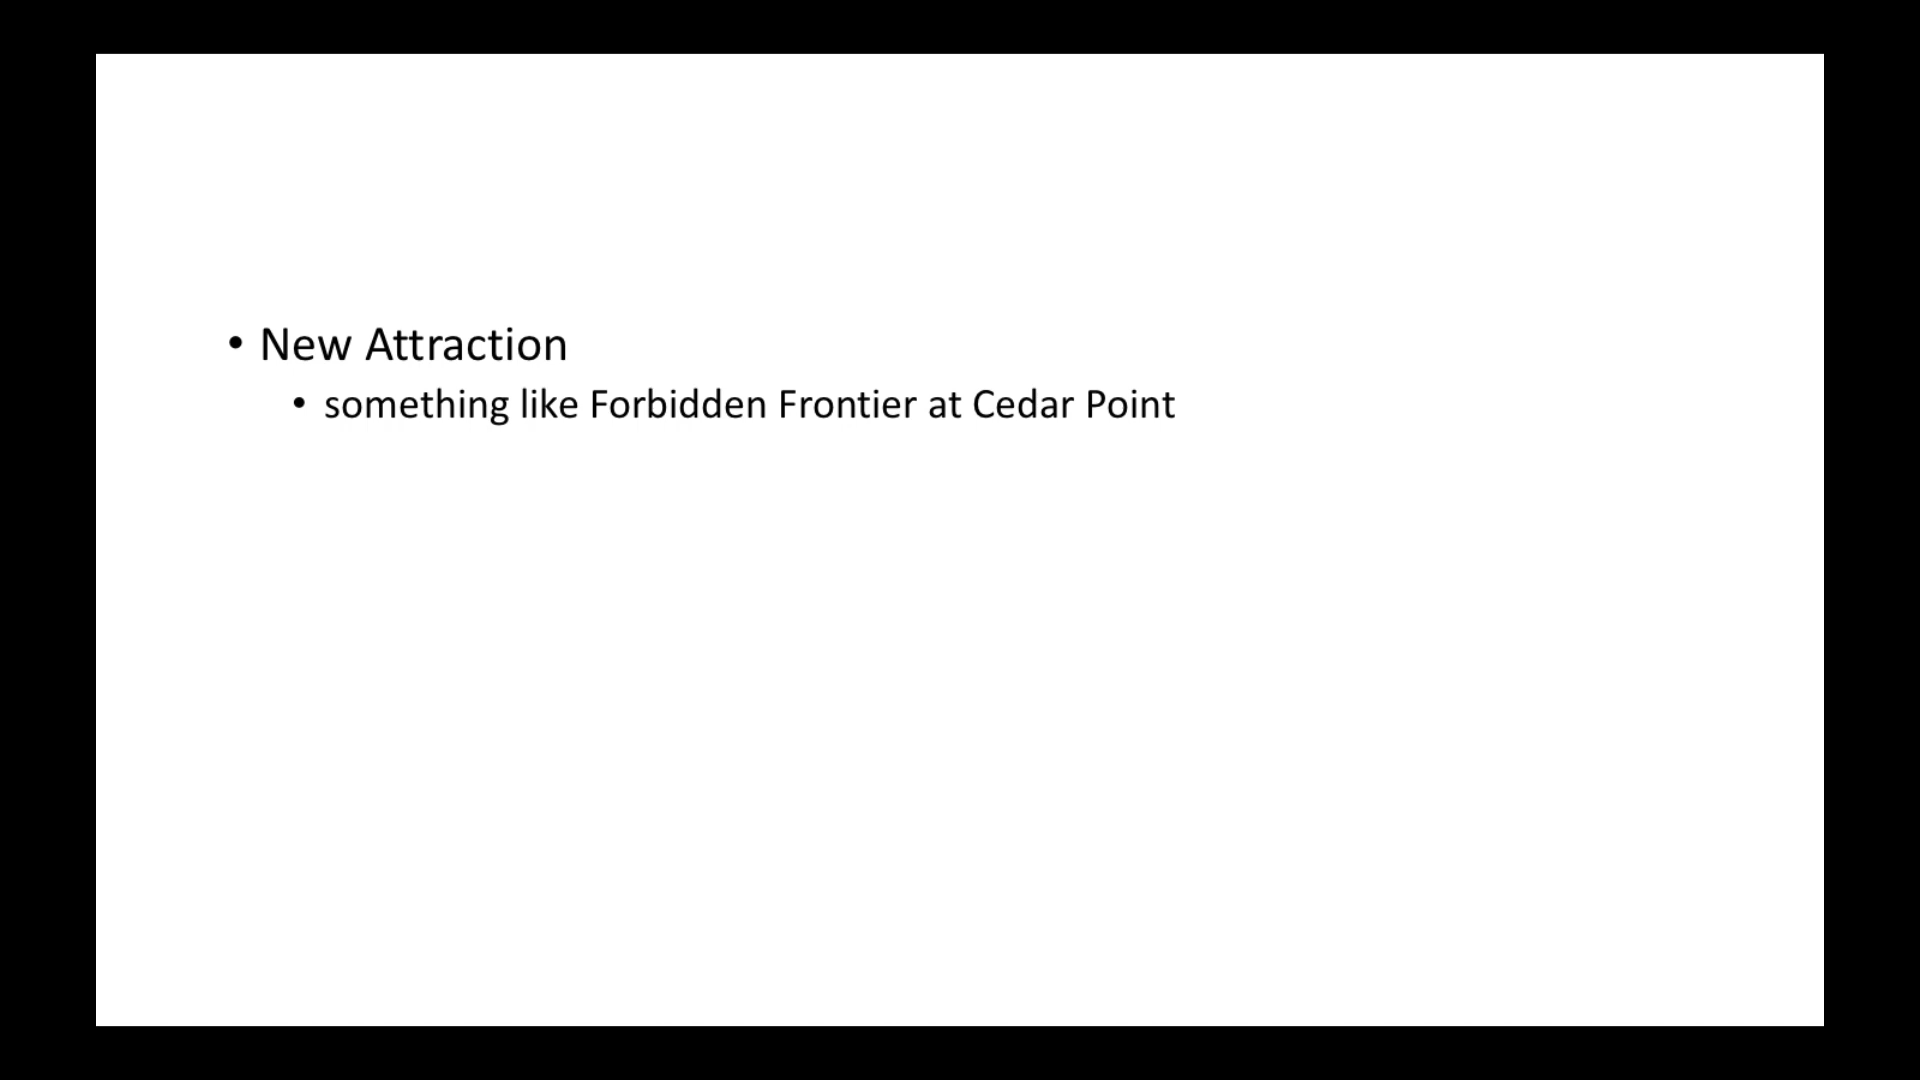 • New Attraction
• something like Forbidden Frontier at Cedar Point